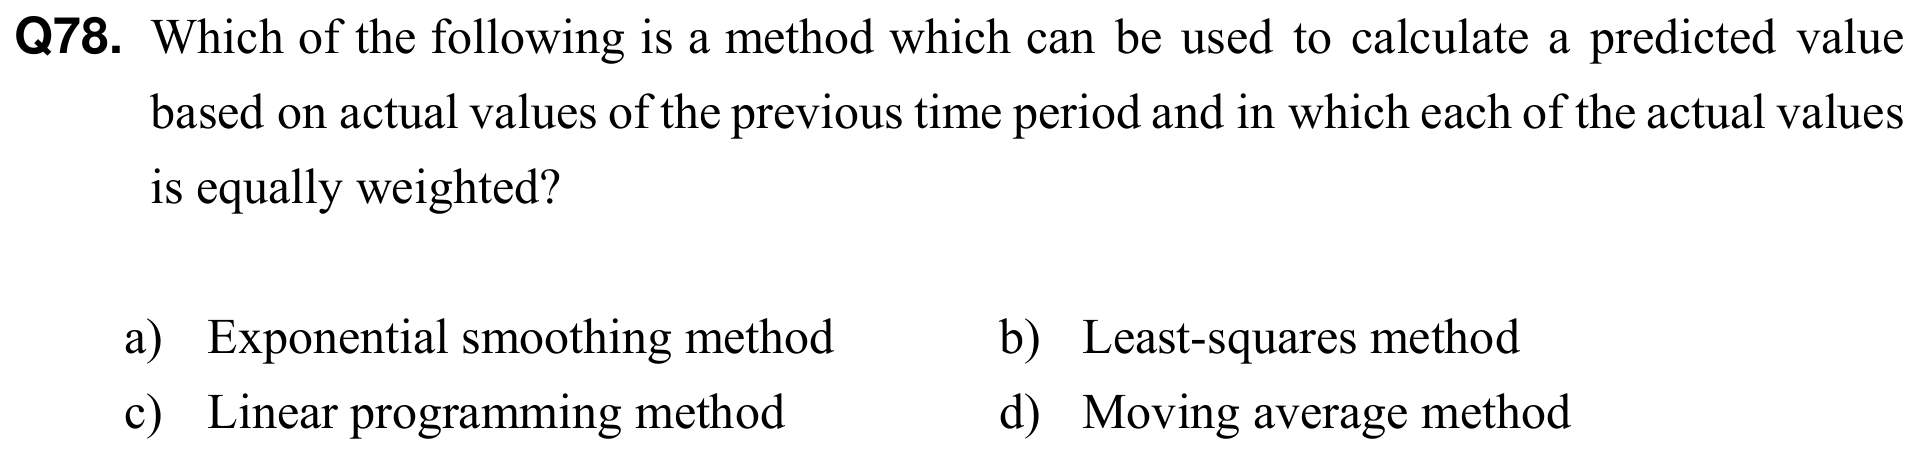 Q78. Which of the following is a method which can be used to calculate a predicted value
based on actual values of the previous time period and in which each of the actual values
is equally weighted?
a) Exponential smoothing method b) Least-squares method
c) Linear programming method d) Moving average method